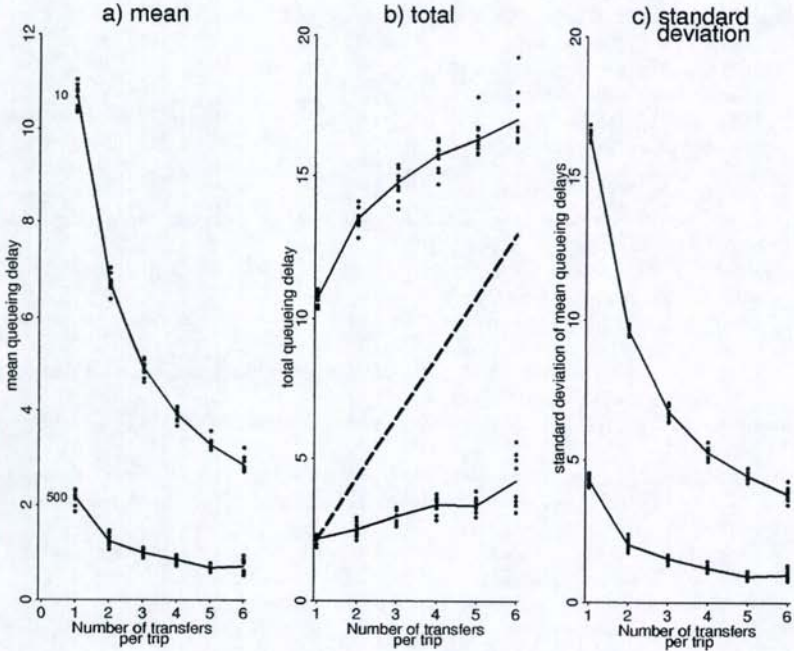 a) mean
b) total
c) standard
deviation
mean queueing delay
12
10
8
6
4
2
0
10
500
0
1
2
3
4
5
6
Number of transfers
per trip
total queueing delay
20
15
10
5
0
1
2
3
4
5
6
Number of transfers
per trip
standard deviation of mean queueing delays
20
15
10
5
0
1
2
3
4
5
6
Number of transfers
per trip